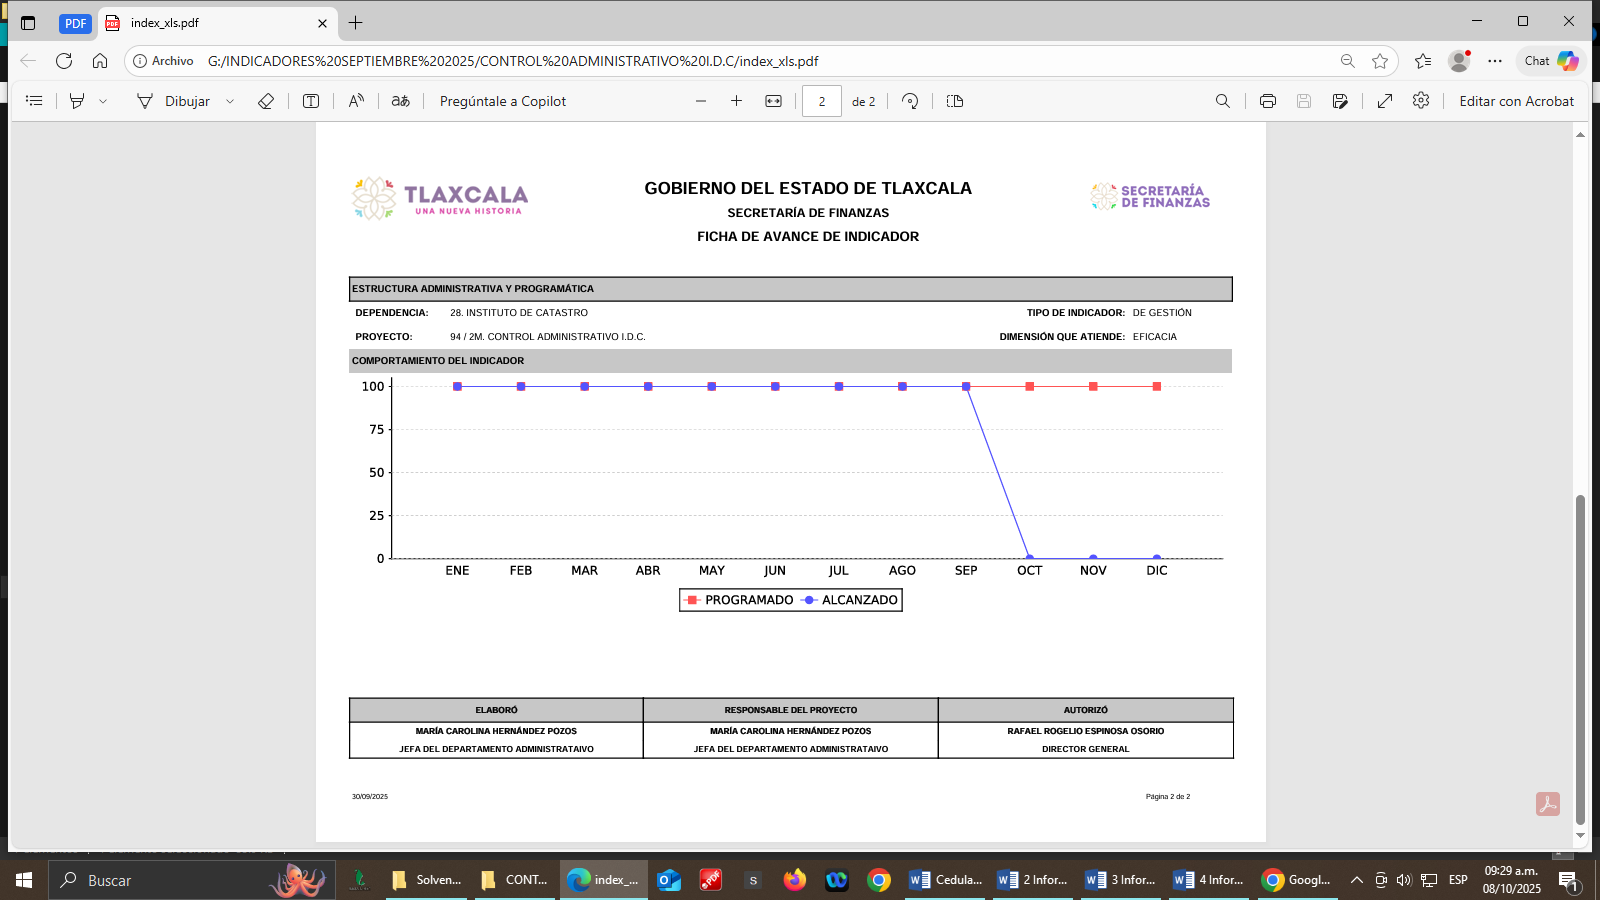 PDF
index_xls.pdf
Archivo
G:/INDICADORES%20SEPTIEMBRE%202025/CONTROL%20ADMINISTRATIVO%20I.D.C/index_xls.pdf
Chat
Dibujar
Pregúntale a Copilot
2
de 2
Editar con Acrobat
TLAXCALA
UNA NUEVA HISTORIA
GOBIERNO DEL ESTADO DE TLAXCALA
SECRETARÍA DE FINANZAS
FICHA DE AVANCE DE INDICADOR
SECRETARÍA
DE FINANZAS
ESTRUCTURA ADMINISTRATIVA Y PROGRAMÁTICA
DEPENDENCIA: 28. INSTITUTO DE CATASTRO TIPO DE INDICADOR: DE GESTIÓN
PROYECTO: 94 / 2M. CONTROL ADMINISTRATIVO I.D.C. DIMENSIÓN QUE ATIENDE: EFICACIA
COMPORTAMIENTO DEL INDICADOR
100
75
50
25
0
ENE FEB MAR ABR MAY JUN JUL AGO SEP OCT NOV DIC
PROGRAMADO ALCANZADO
ELABORÓ RESPONSABLE DEL PROYECTO AUTORIZÓ
MARÍA CAROLINA HERNÁNDEZ POZOS MARÍA CAROLINA HERNÁNDEZ POZOS RAFAEL ROGELIO ESPINOSA OSORIO
JEFA DEL DEPARTAMENTO ADMINISTRATAIVO JEFA DEL DEPARTAMENTO ADMINISTRATAIVO DIRECTOR GENERAL
30/09/2025 Página 2 de 2
Buscar
Solven...
CONT...
index_...
Cedula...
2 Infor...
3 Infor...
4 Infor...
Googl...
ESP
09:29 a.m.
08/10/2025
1